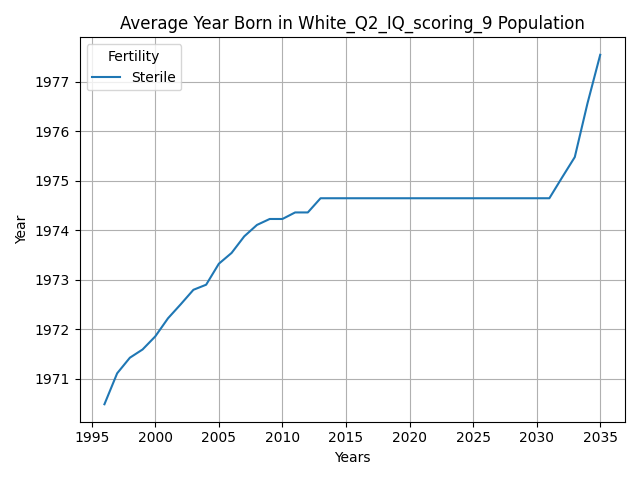 Average Year Born in White_Q2_IQ_scoring_9 Population
Fertility
Sterile
1977
1976
1975
1974
1973
1972
1971
Year
1995 2000 2005 2010 2015 2020 2025 2030 2035
Years